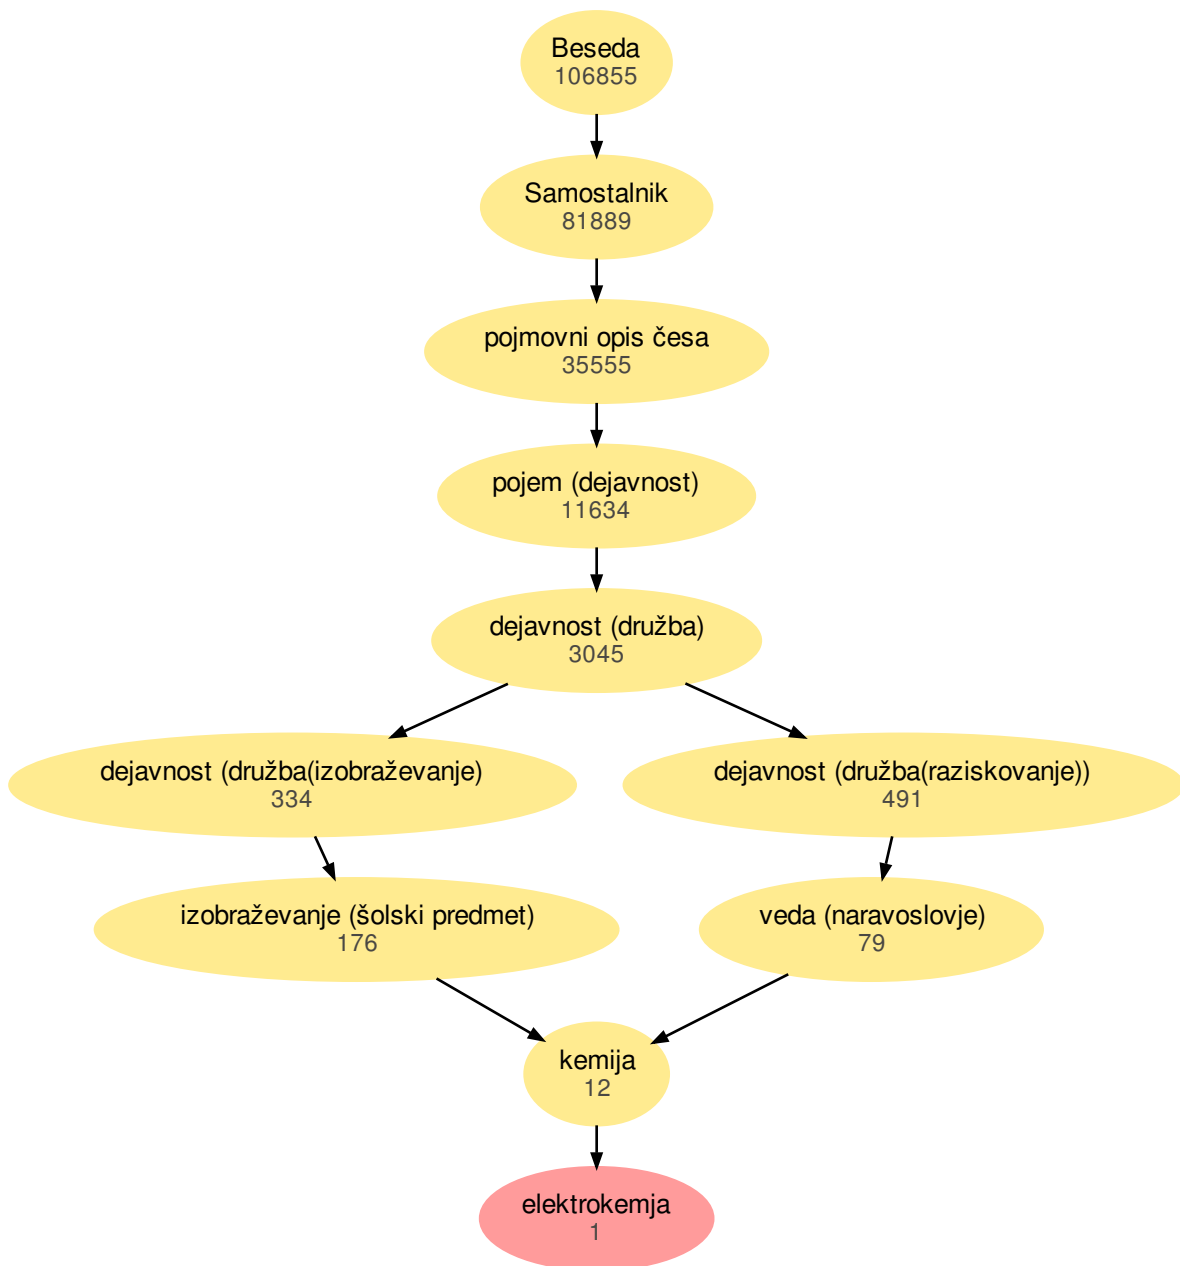 Beseda
106855
Samostalnik
81889
pojmovni opis česa
35555
pojem (dejavnost)
11634
dejavnost (družba)
3045
dejavnost (družba(izobraževanje)
334
dejavnost (družba(raziskovanje))
491
izobraževanje (šolski predmet)
176
veda (naravoslovje)
79
kemija
12
elektrokemja
1